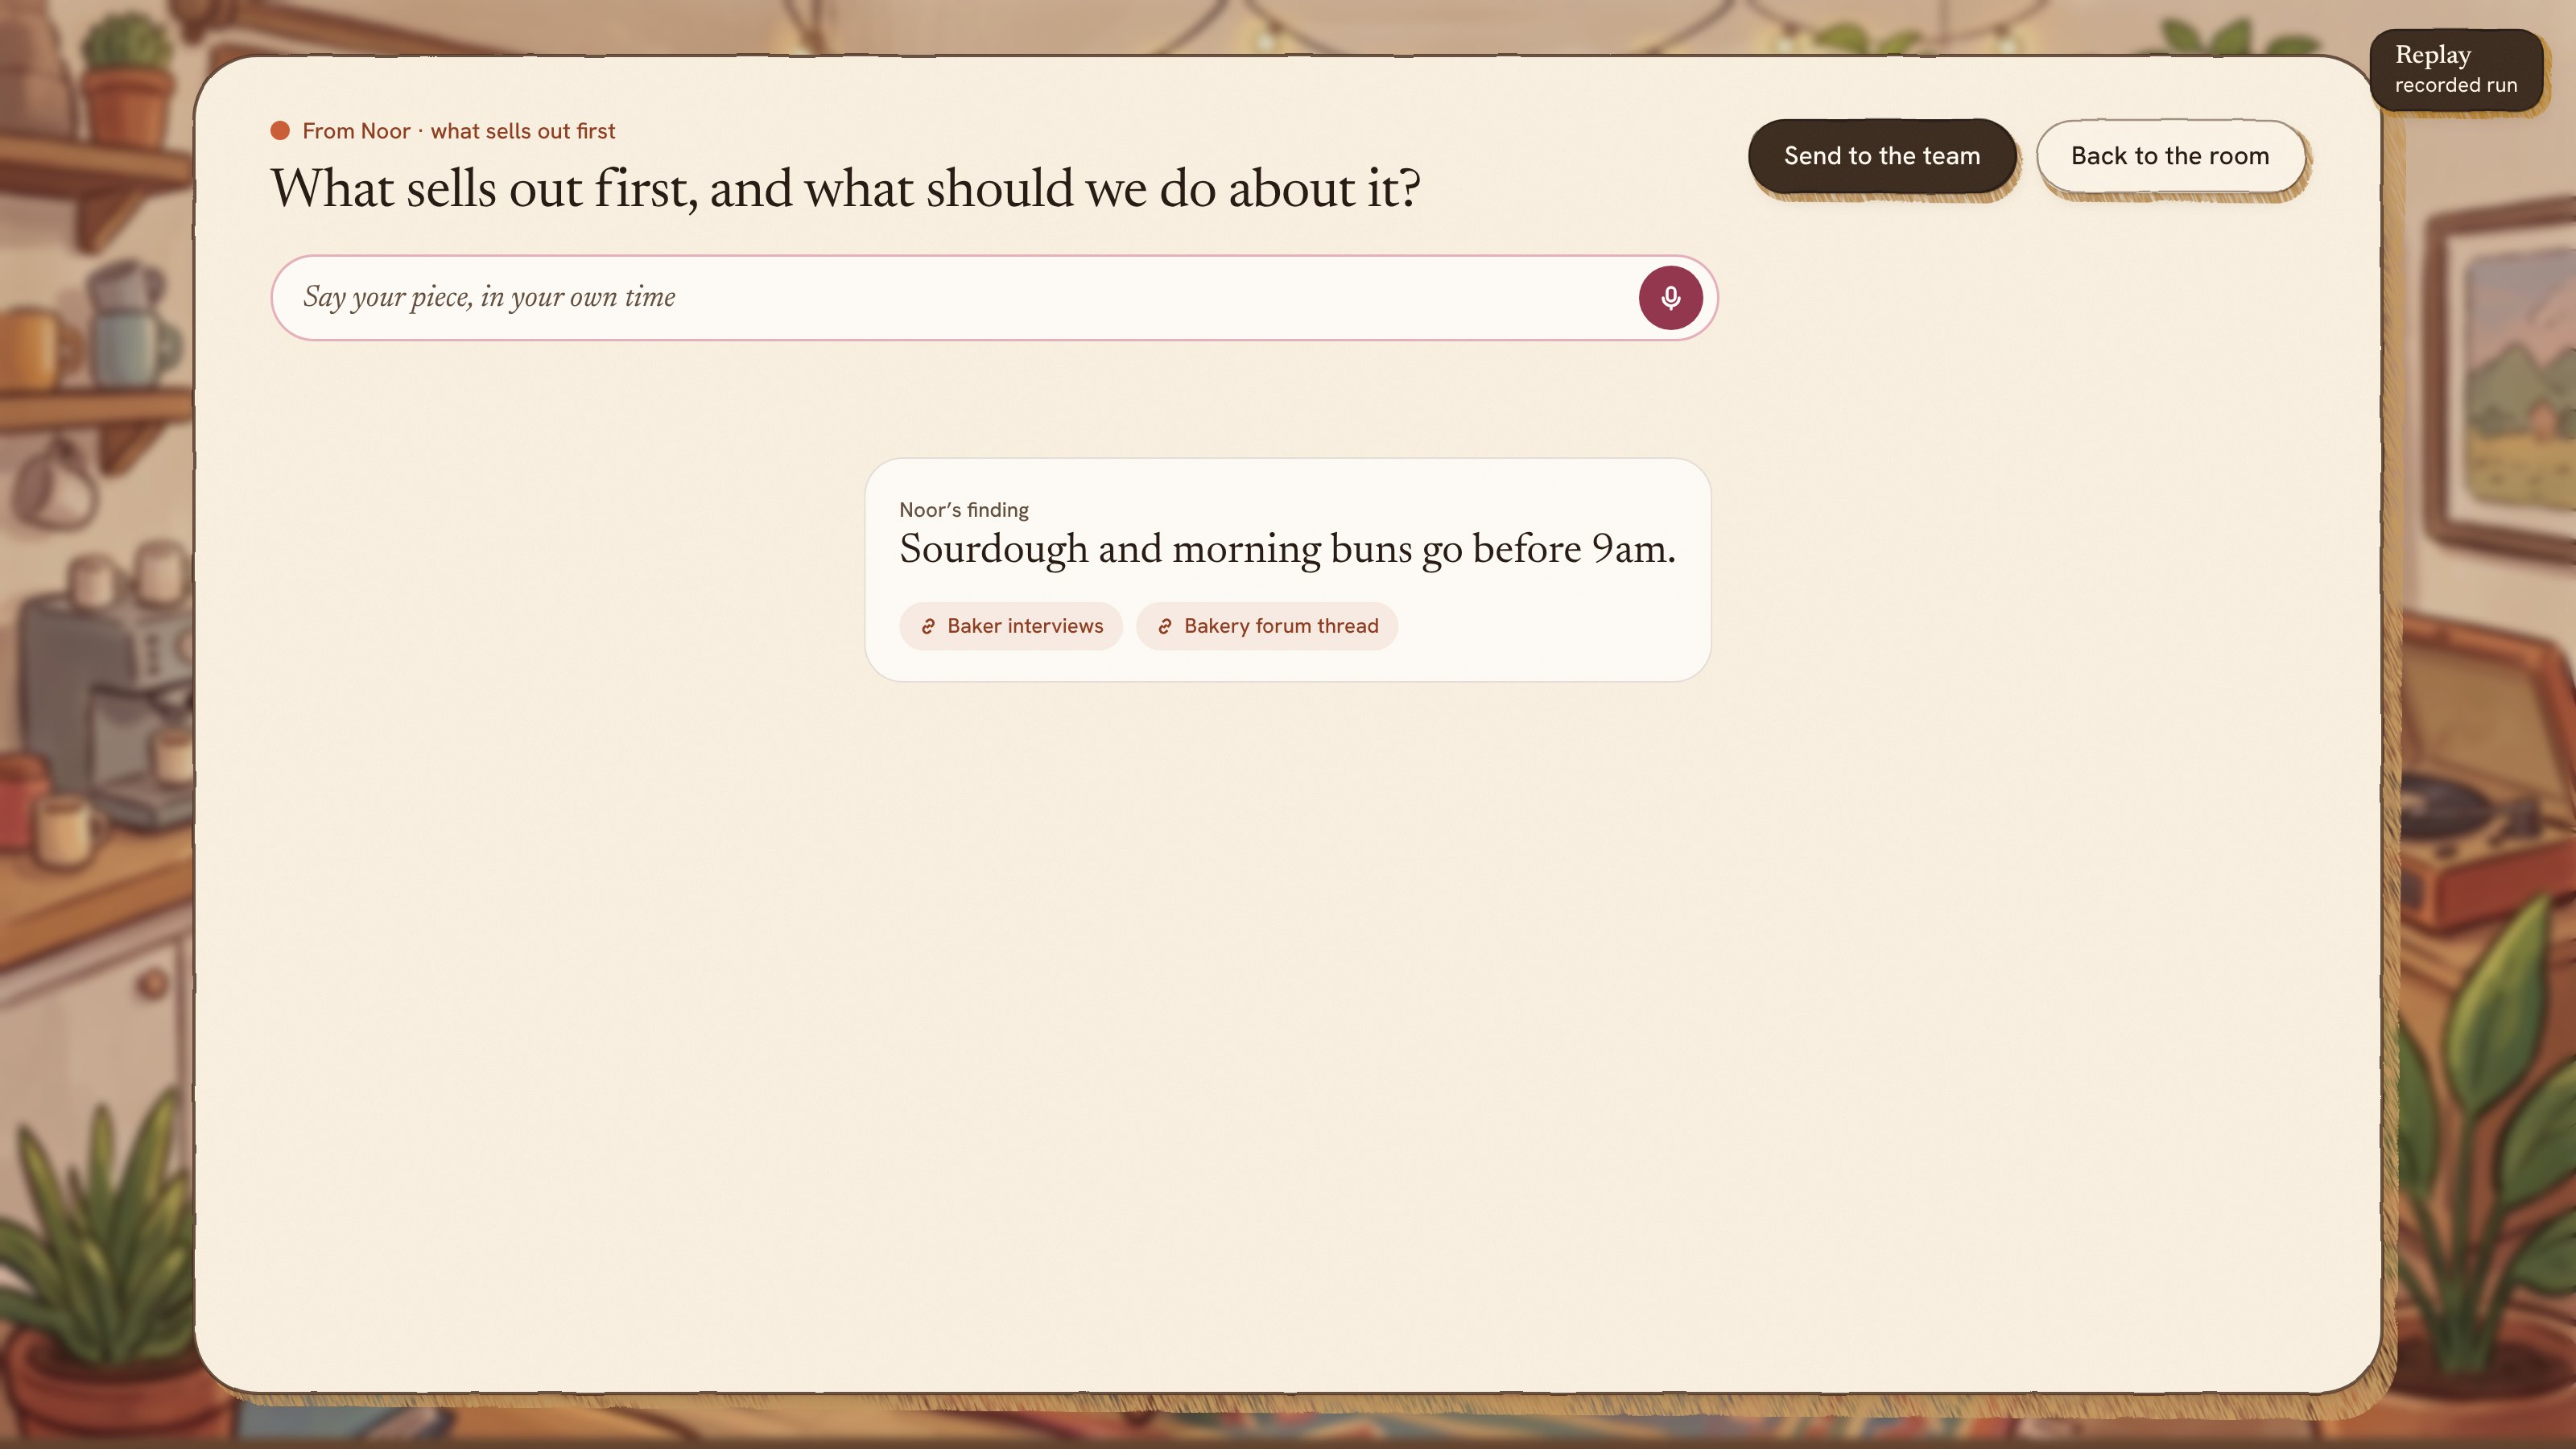 Replay
recorded run
From Noor · what sells out first
What sells out first, and what should we do about it?
Send to the team
Back to the room
Say your piece, in your own time
Noor’s finding
Sourdough and morning buns go before 9am.
Baker interviews
Bakery forum thread